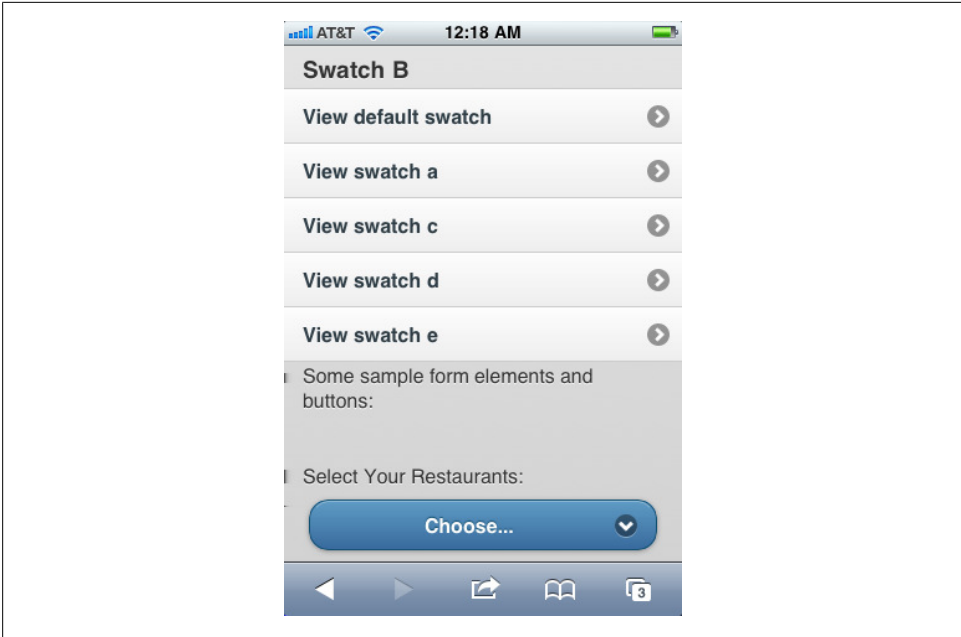 AT&T 12:18 AM
Swatch B
View default swatch
View swatch a
View swatch c
View swatch d
View swatch e
Some sample form elements and
buttons:
Select Your Restaurants:
Choose...
3